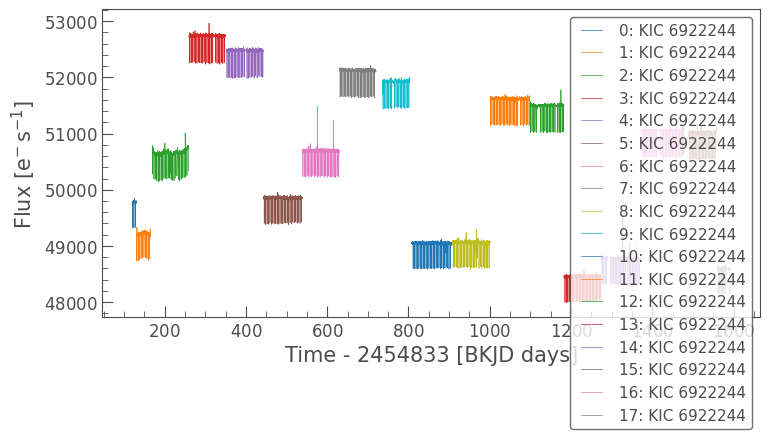 53000
52000
51000
50000
49000
48000
Flux [e⁻ s⁻¹]
200
400
600
800
1000
1200
1400
1600
Time - 2454833 [BKJD days]
0: KIC 6922244
1: KIC 6922244
2: KIC 6922244
3: KIC 6922244
4: KIC 6922244
5: KIC 6922244
6: KIC 6922244
7: KIC 6922244
8: KIC 6922244
9: KIC 6922244
10: KIC 6922244
11: KIC 6922244
12: KIC 6922244
13: KIC 6922244
14: KIC 6922244
15: KIC 6922244
16: KIC 6922244
17: KIC 6922244